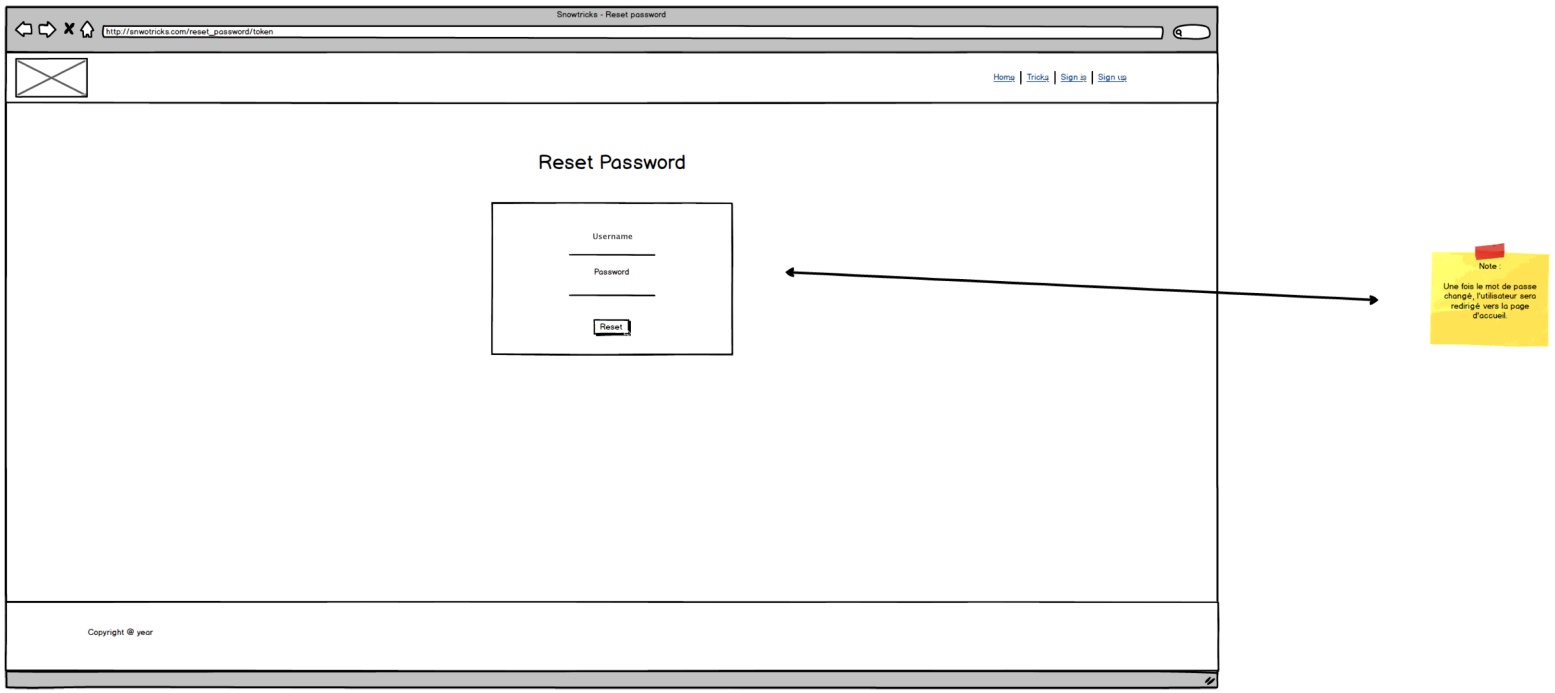 Snowtricks - Reset password
http://snwotricks.com/reset_password/token
Home Tricks Sign in Sign up
Reset Password
Username
Password
Reset
Note :
Une fois le mot de passe
changé, l'utilisateur sera
redirigé vers la page
d'accueil.
Copyright @ year